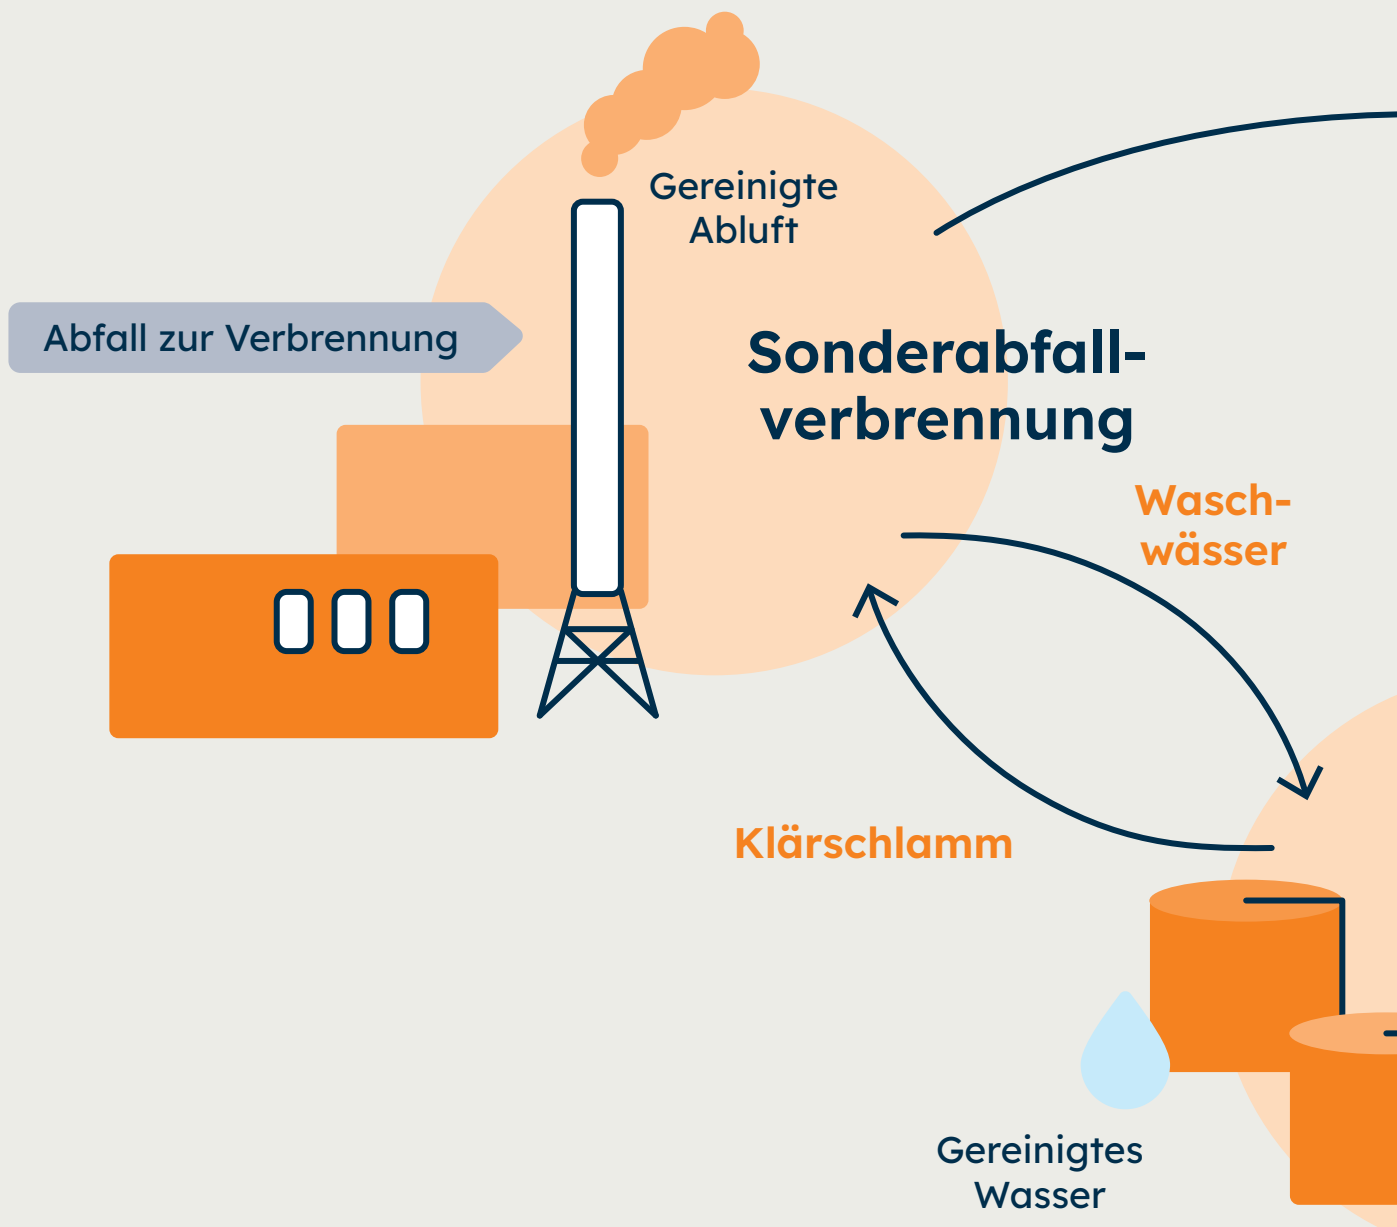 Gereinigte
Abluft
Abfall zur Verbrennung
Sonderabfall-
verbrennung
Wasch-
wässer
Klärschlamm
Gereinigtes
Wasser